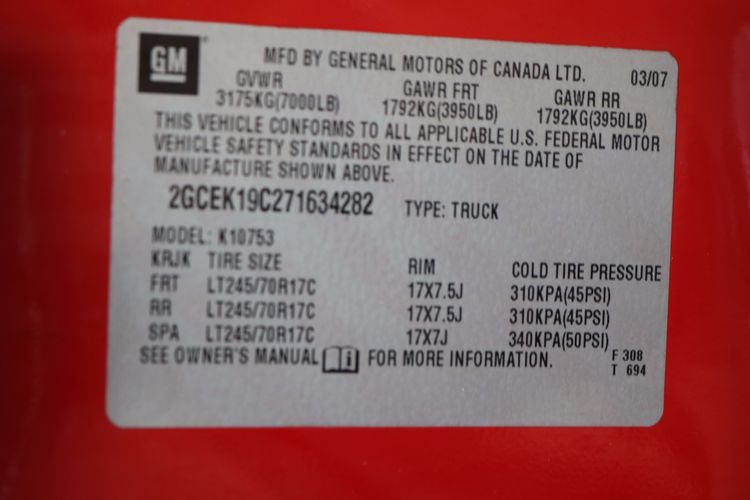 GM
MFD BY GENERAL MOTORS OF CANADA LTD. 03/07
GVWR GAWR FRT GAWR RR
3175KG(7000LB) 1792KG(3950LB) 1792KG(3950LB)
THIS VEHICLE CONFORMS TO ALL APPLICABLE U.S. FEDERAL MOTOR
VEHICLE SAFETY STANDARDS IN EFFECT ON THE DATE OF
MANUFACTURE SHOWN ABOVE.
2GCEK19C271634282 TYPE: TRUCK
MODEL: K10753
KRJK TIRE SIZE RIM COLD TIRE PRESSURE
FRT LT245/70R17C 17X7.5J 310KPA(45PSI)
RR LT245/70R17C 17X7.5J 310KPA(45PSI)
SPA LT245/70R17C 17X7J 340KPA(50PSI)
SEE OWNER'S MANUAL i FOR MORE INFORMATION. F 308
T 694